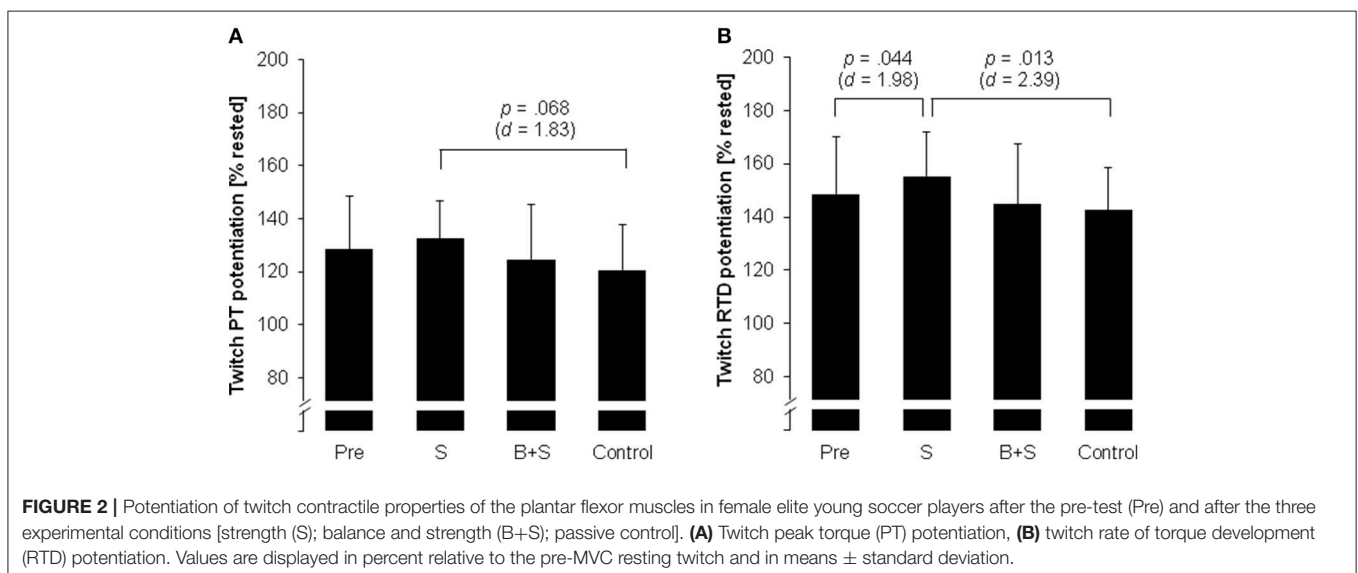 A
200
180
160
140
120
100
80
Twitch PT potentiation [% rested]
p = .068
(d = 1.83)
Pre S B+S Control
B
200
180
160
140
120
100
80
Twitch RTD potentiation [% rested]
p = .044
(d = 1.98)
p = .013
(d = 2.39)
Pre S B+S Control
FIGURE 2 | Potentiation of twitch contractile properties of the plantar flexor muscles in female elite young soccer players after the pre-test (Pre) and after the three
experimental conditions [strength (S); balance and strength (B+S); passive control]. (A) Twitch peak torque (PT) potentiation, (B) twitch rate of torque development
(RTD) potentiation. Values are displayed in percent relative to the pre-MVC resting twitch and in means ± standard deviation.